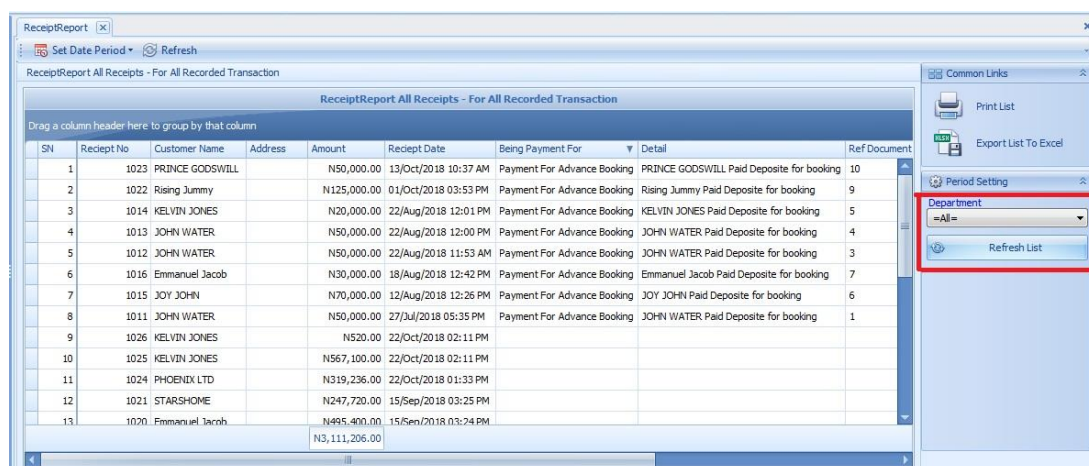 ReceiptReport
Set Date Period Refresh
ReceiptReport All Receipts - For All Recorded Transaction
ReceiptReport All Receipts - For All Recorded Transaction
Drag a column header here to group by that column
SN Reciept No Customer Name Address Amount Reciept Date Being Payment For Detail Ref Document
1 1023 PRINCE GODSWILL N50,000.00 13/Oct/2018 10:37 AM Payment For Advance Booking PRINCE GODSWILL Paid Deposite for booking 10
2 1022 Rising Jummy N125,000.00 01/Oct/2018 03:53 PM Payment For Advance Booking Rising Jummy Paid Deposite for booking 9
3 1014 KELVIN JONES N20,000.00 22/Aug/2018 12:01 PM Payment For Advance Booking KELVIN JONES Paid Deposite for booking 5
4 1013 JOHN WATER N50,000.00 22/Aug/2018 12:00 PM Payment For Advance Booking JOHN WATER Paid Deposite for booking 4
5 1012 JOHN WATER N50,000.00 22/Aug/2018 11:53 AM Payment For Advance Booking JOHN WATER Paid Deposite for booking 3
6 1016 Emmanuel Jacob N30,000.00 18/Aug/2018 12:42 PM Payment For Advance Booking Emmanuel Jacob Paid Deposite for booking 7
7 1015 JOY JOHN N70,000.00 12/Aug/2018 12:26 PM Payment For Advance Booking JOY JOHN Paid Deposite for booking 6
8 1011 JOHN WATER N50,000.00 27/Jul/2018 05:35 PM Payment For Advance Booking JOHN WATER Paid Deposite for booking 1
9 1026 KELVIN JONES N520.00 22/Oct/2018 02:11 PM
10 1025 KELVIN JONES N567,100.00 22/Oct/2018 02:11 PM
11 1024 PHOENIX LTD N319,236.00 22/Oct/2018 01:33 PM
12 1021 STARSHOME N247,720.00 15/Sep/2018 03:25 PM
13 1020 Emmanuel Jacob N495,400.00 15/Sep/2018 03:24 PM
N3,111,206.00
Common Links
Print List
XLSX
Export List To Excel
Period Setting
Department
=All=
Refresh List